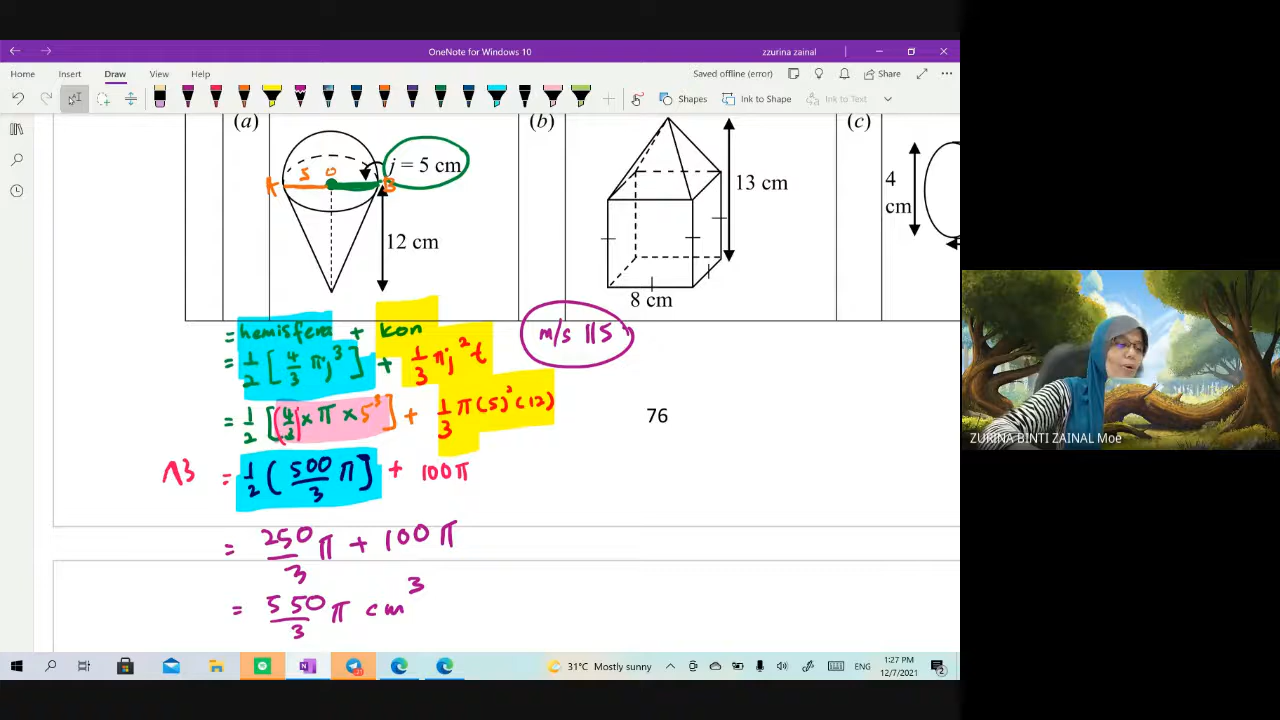 OneNote for Windows 10
zzurina zainal
Home Insert Draw View Help
Saved offline (error)
Share
Shapes
Ink to Shape
Ink to Text
(a)
(b)
(c)
j = 5 cm
A 5 O B
12 cm
13 cm
8 cm
4
cm
= hemisfera + kon
m/s 115
= 1/2 [4/3 πj³] + 1/3 πj²t
= 1/2 [(4/3) × π × 5³] + 1/3 π(5)²(12)
76
= 1/2 (500/3 π] + 100π
= 250/3 π + 100π
= 550/3 π cm³
ZURINA BINTI ZAINAL Moe
31°C Mostly sunny
ENG
1:27 PM
12/7/2021
2